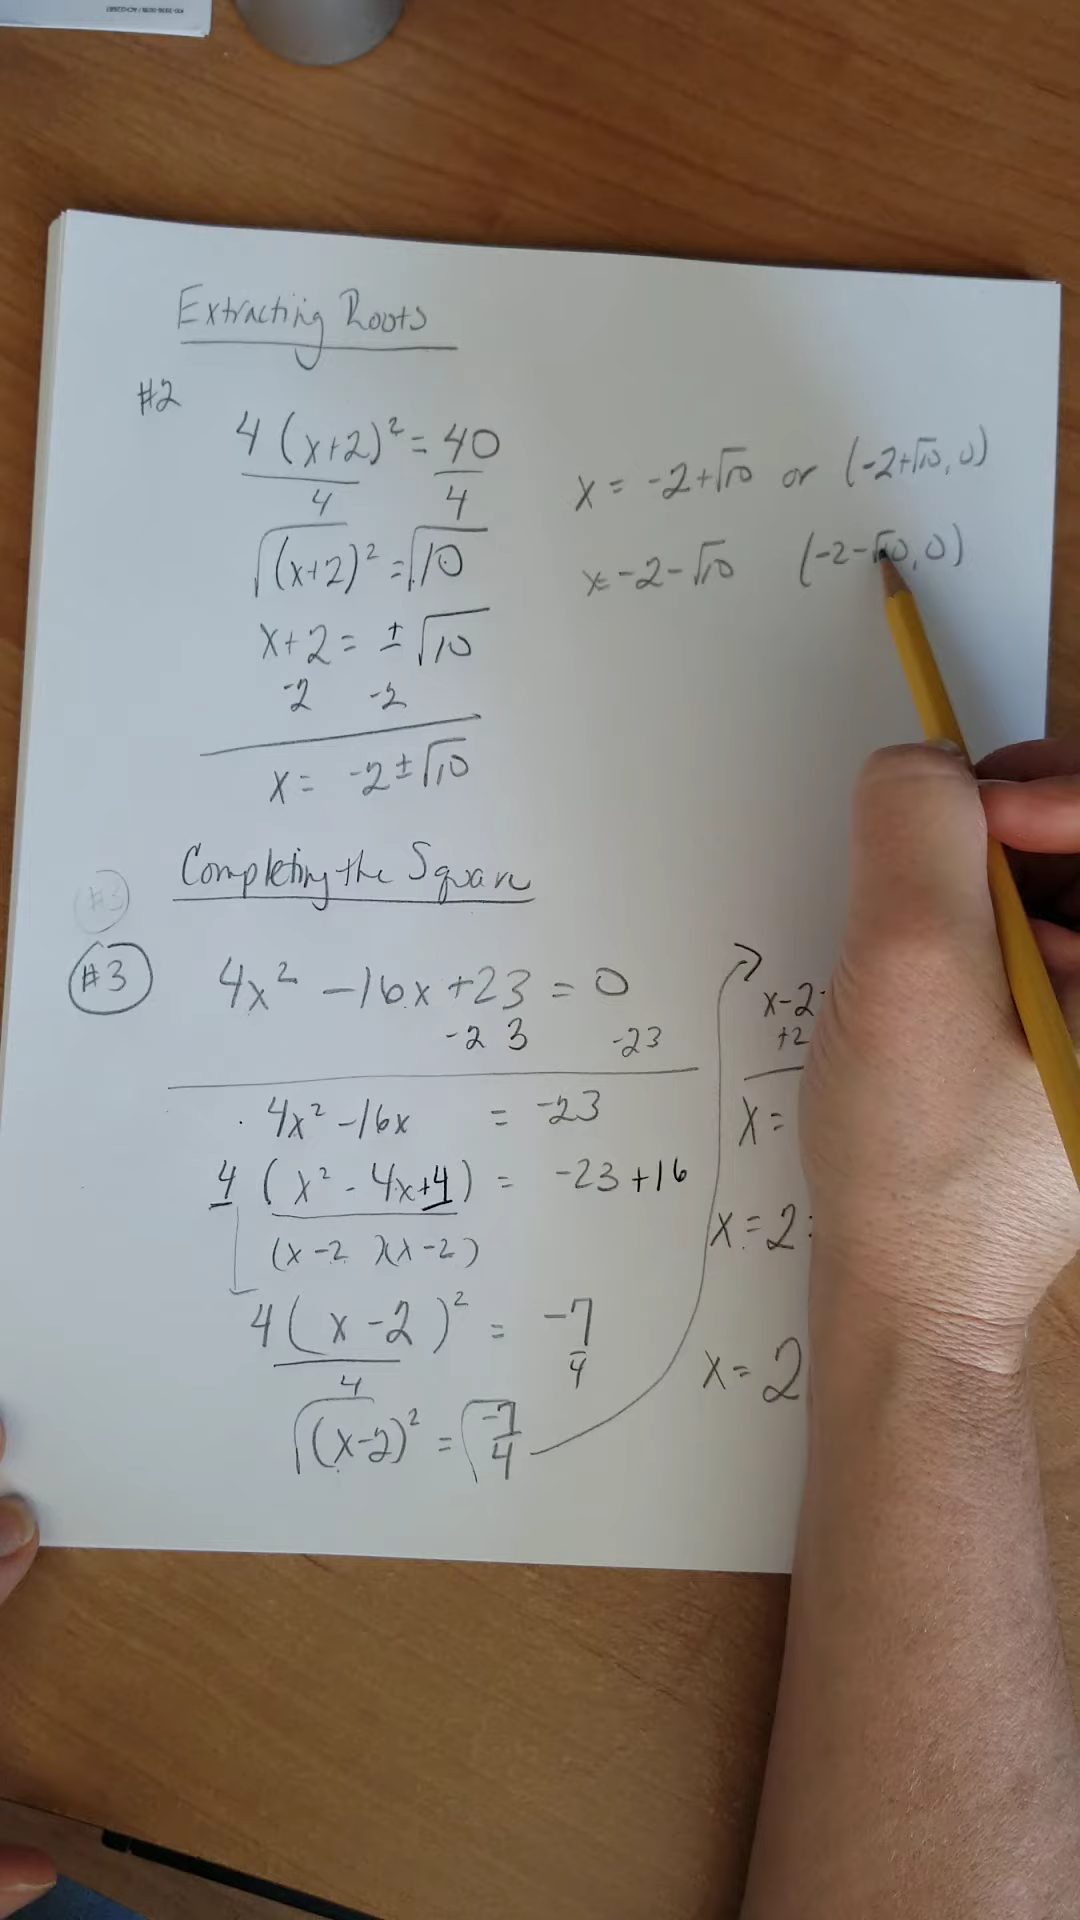 Extracting Roots
#2
4(x+2)² = 40
4 4
√(x+2)² = √10
x+2 = ±√10
-2 -2
x = -2±√10
x = -2+√10 or (-2+√10, 0)
x = -2-√10 (-2-√10, 0)
Completing the Square
#3
#3
4x² -16x +23 = 0
-23 -23
4x² -16x = -23
4 (x² - 4x+4) = -23 +16
(x-2)(x-2)
4(x-2)² = -7
4 4
√(x-2)² = √-7/4
x-2
+2
x =
x = 2
x = 2